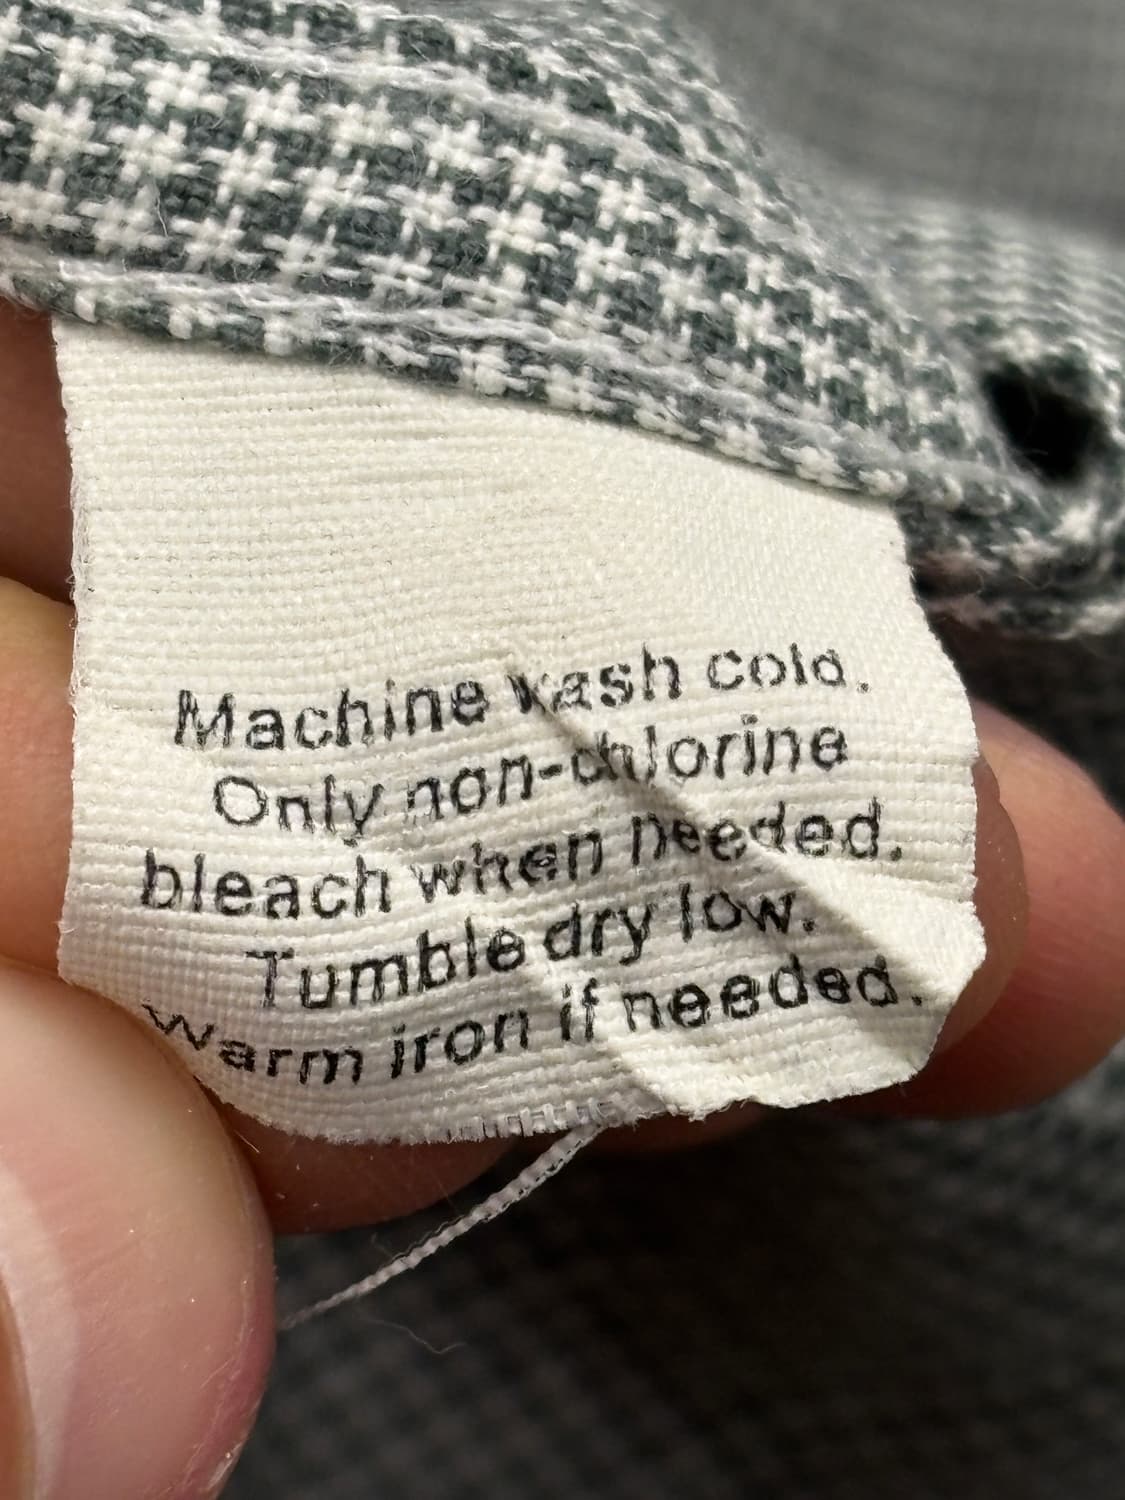 Machine wash cold.
Only non-chlorine
bleach when needed.
Tumble dry low.
Warm iron if needed.